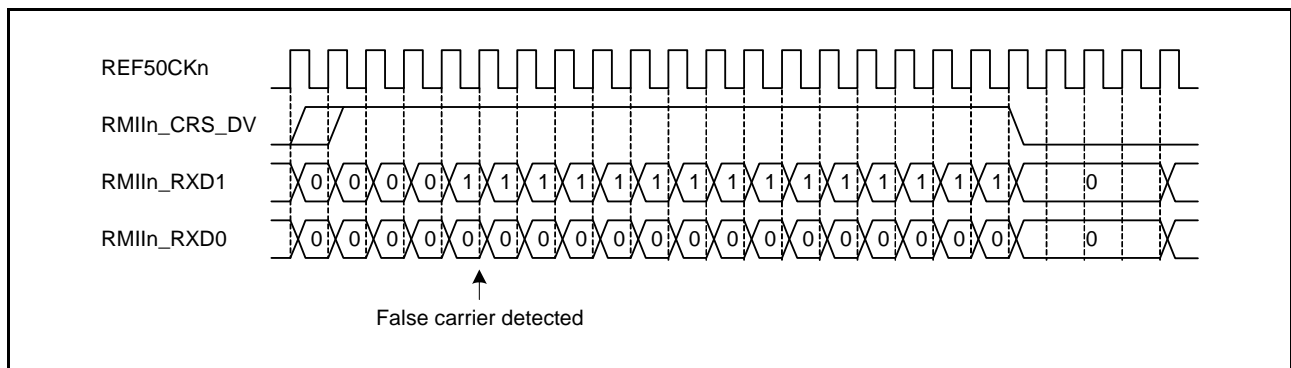 REF50CKn
RMIIn_CRS_DV
RMIIn_RXD1 0 0 0 0 1 1 1 1 1 1 1 1 1 1 1 1 1 1 1 0
RMIIn_RXD0 0 0 0 0 0 0 0 0 0 0 0 0 0 0 0 0 0 0 0 0
False carrier detected